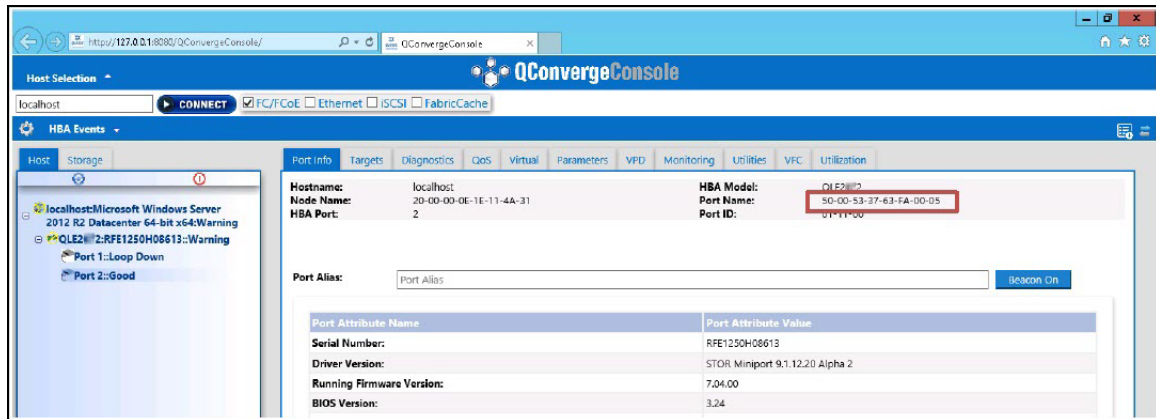 http://127.0.0.1:8080/QConvergeConsole/
QConvergeConsole
Host Selection
QConvergeConsole
localhost
CONNECT
FC/FCoE Ethernet iSCSI FabricCache
HBA Events
Host Storage
Port Info Targets Diagnostics QoS Virtual Parameters VPD Monitoring Utilities VFC Utilization
localhost:Microsoft Windows Server
2012 R2 Datacenter 64-bit x64:Warning
2:RFE1250H08613::Warning
Port 1::Loop Down
Port 2::Good
Hostname: localhost HBA Model:
Node Name: 20-00-00-0E-1E-11-4A-31 Port Name: 50-00-53-37-63-FA-00-05
HBA Port: 2 Port ID: 01-11-00
Port Alias: Port Alias Beacon On
Port Attribute Name Port Attribute Value
Serial Number: RFE1250H08613
Driver Version: STOR Miniport 9.1.12.20 Alpha 2
Running Firmware Version: 7.04.00
BIOS Version: 3.24